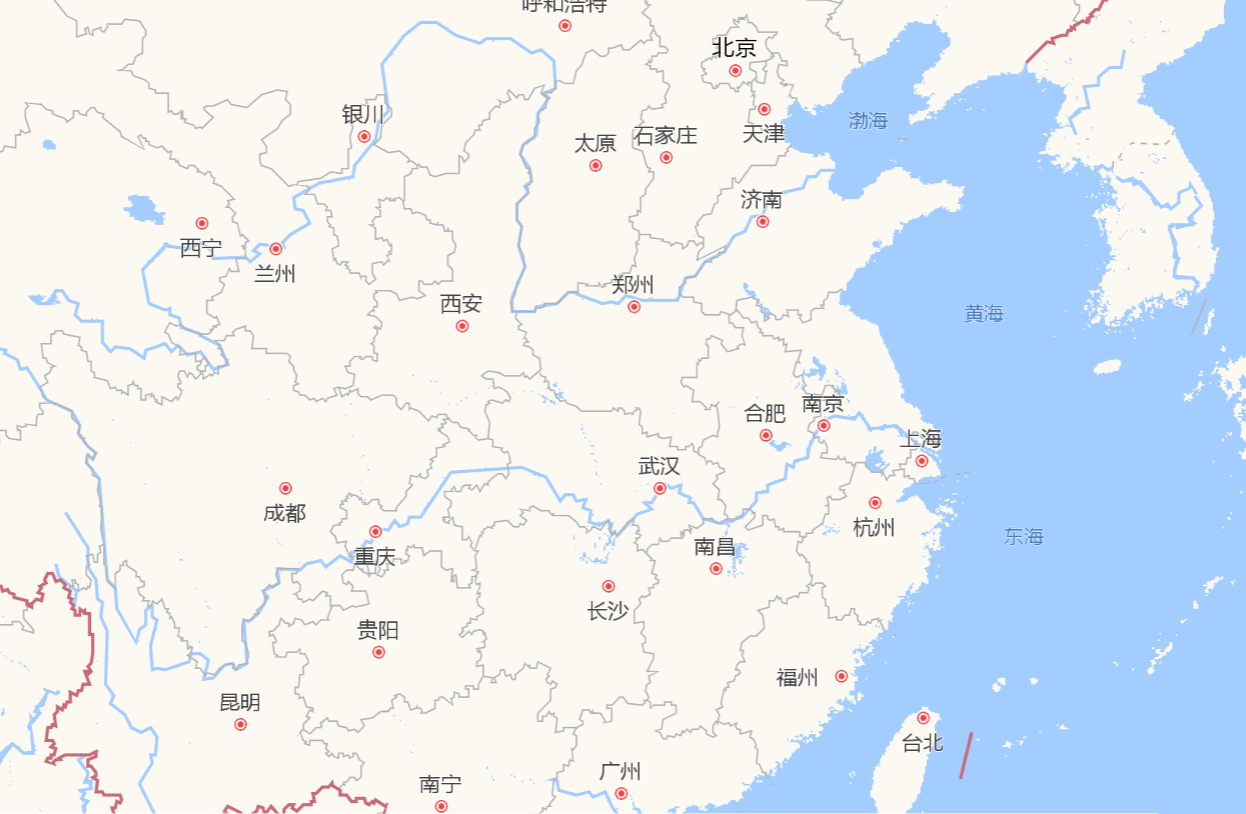 呼和浩特
北京
银川
渤海
天津
太原
石家庄
济南
西宁
兰州
郑州
西安
黄海
南京
合肥
上海
武汉
成都
杭州
东海
南昌
重庆
长沙
贵阳
福州
昆明
台北
广州
南宁